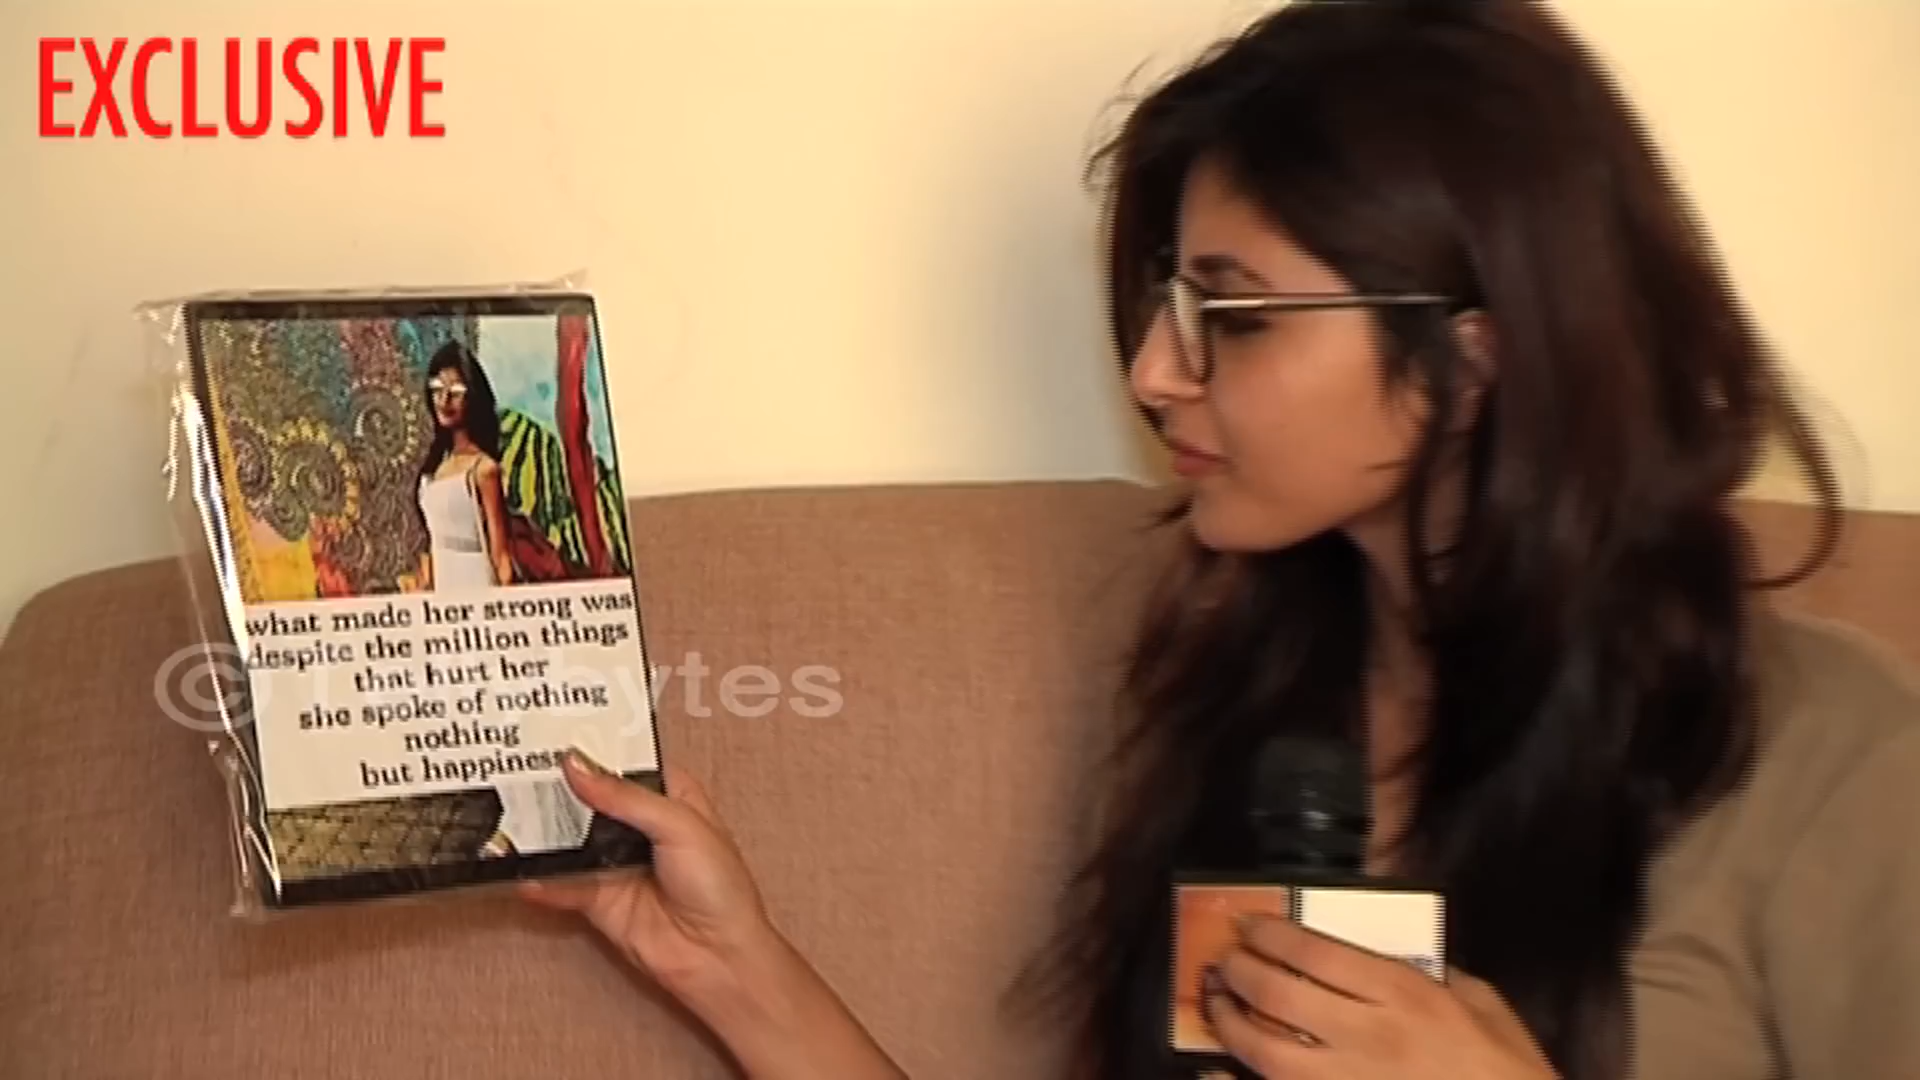 EXCLUSIVE
what made her strong was
despite the million things
that hurt her
she spoke of nothing
nothing
but happiness
©
bytes